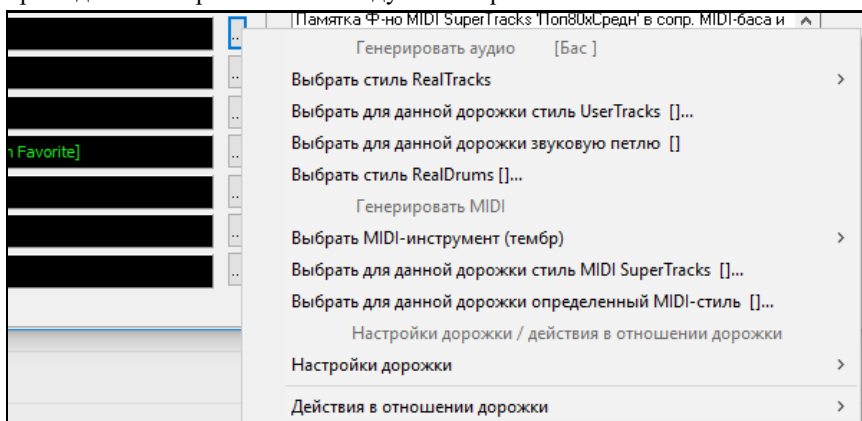 Памятка Ф-но MIDI SuperTracks 'Поп80хСредн' в сопр. MIDI-баса и
Генерировать аудио [Бас ]
Выбрать стиль RealTracks
Выбрать для данной дорожки стиль UserTracks []...
Выбрать для данной дорожки звуковую петлю []
n Favorite]
Выбрать стиль RealDrums []...
Генерировать MIDI
Выбрать MIDI-инструмент (тембр)
Выбрать для данной дорожки стиль MIDI SuperTracks []...
Выбрать для данной дорожки определенный MIDI-стиль []...
Настройки дорожки / действия в отношении дорожки
Настройки дорожки
Действия в отношении дорожки